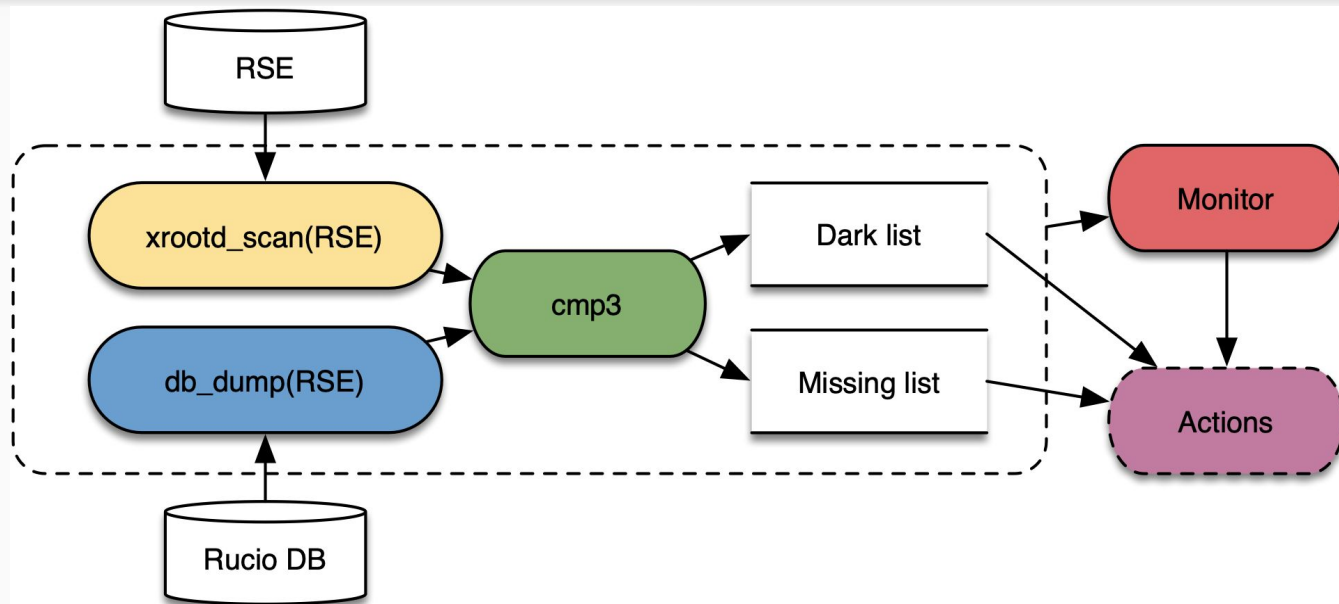 RSE
xrootd_scan(RSE)
db_dump(RSE)
Rucio DB
cmp3
Dark list
Missing list
Monitor
Actions